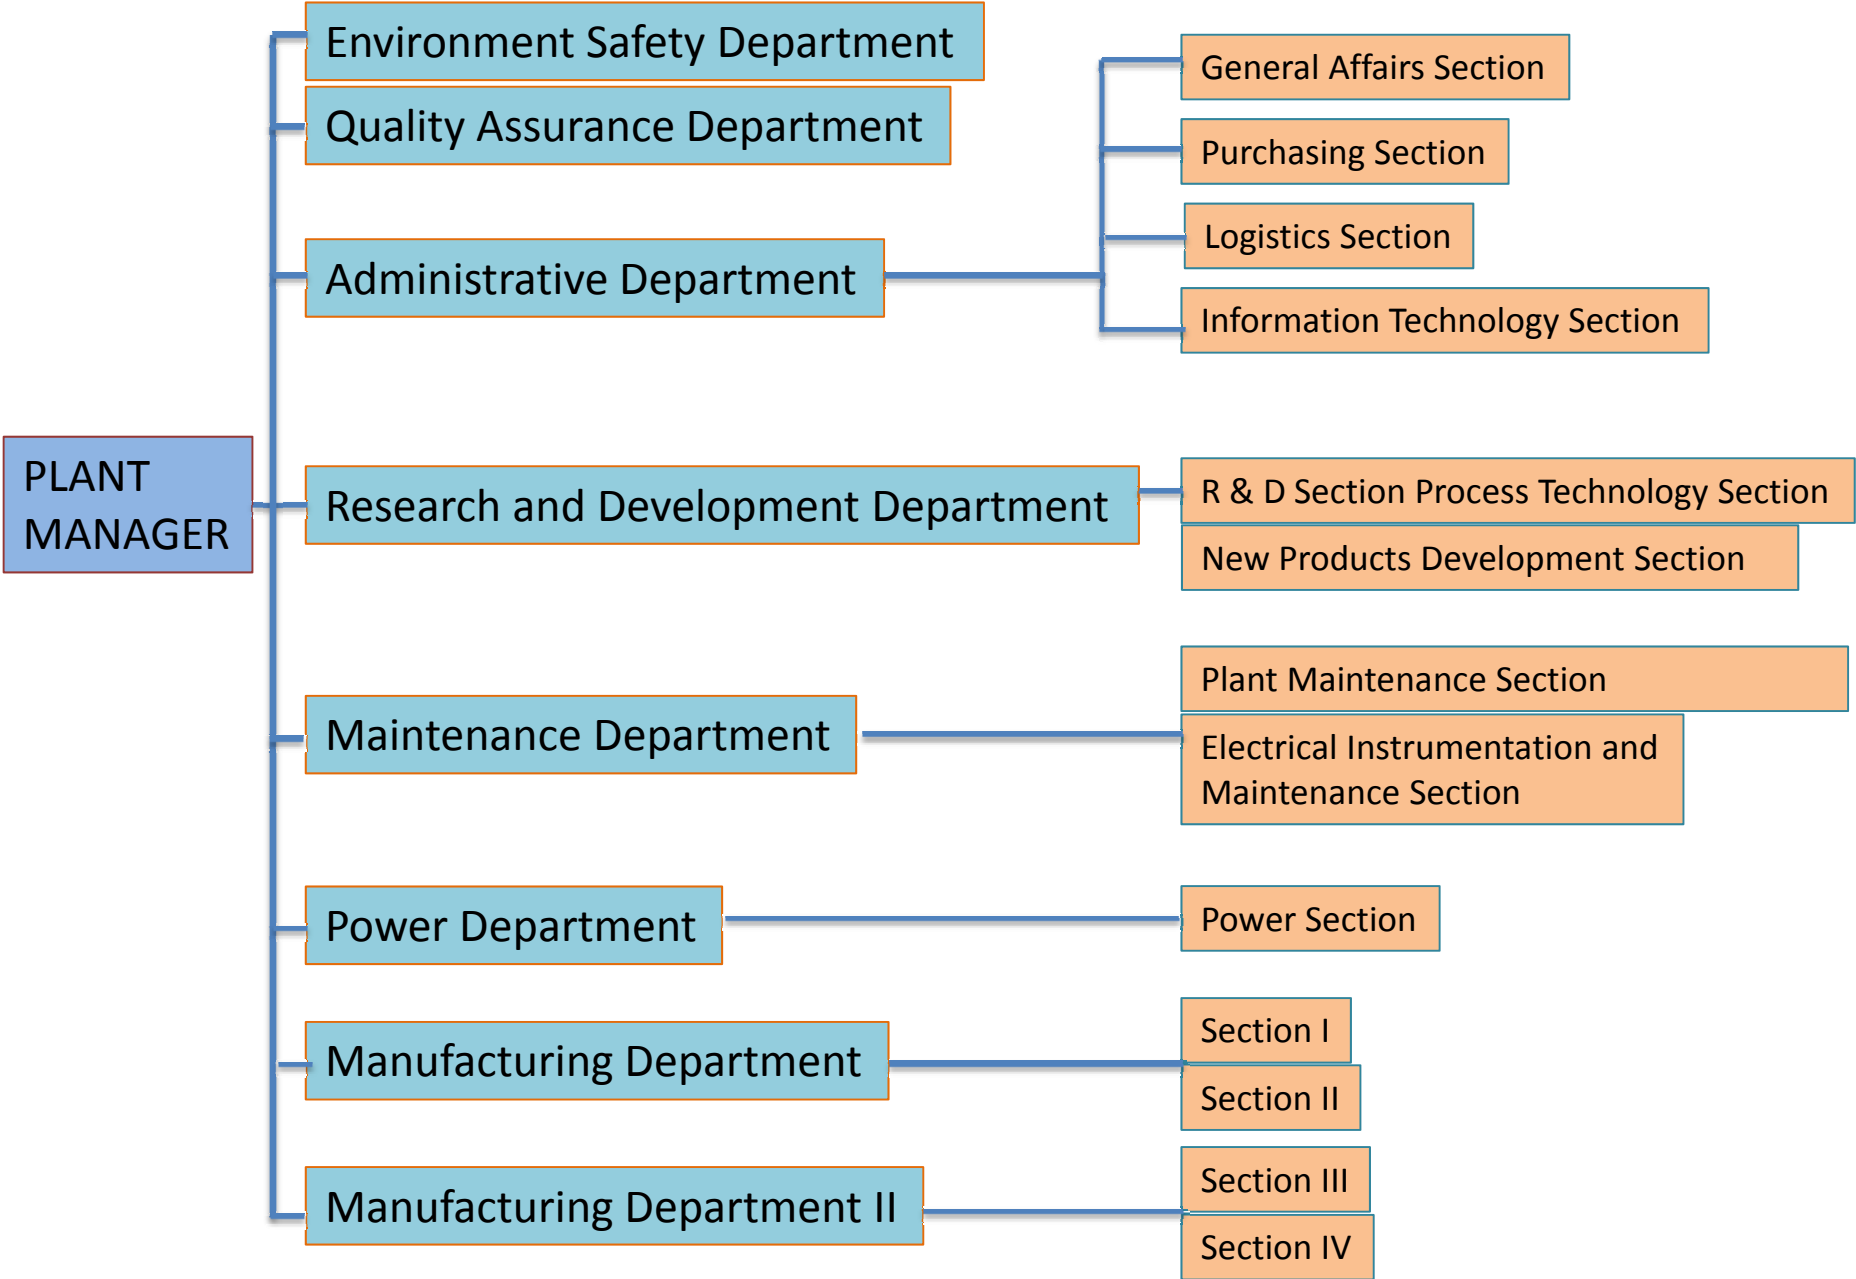 PLANT
MANAGER
Environment Safety Department
Quality Assurance Department
Administrative Department
General Affairs Section
Purchasing Section
Logistics Section
Information Technology Section
Research and Development Department
R & D Section Process Technology Section
New Products Development Section
Maintenance Department
Plant Maintenance Section
Electrical Instrumentation and
Maintenance Section
Power Department
Power Section
Manufacturing Department
Section I
Section II
Manufacturing Department II
Section III
Section IV